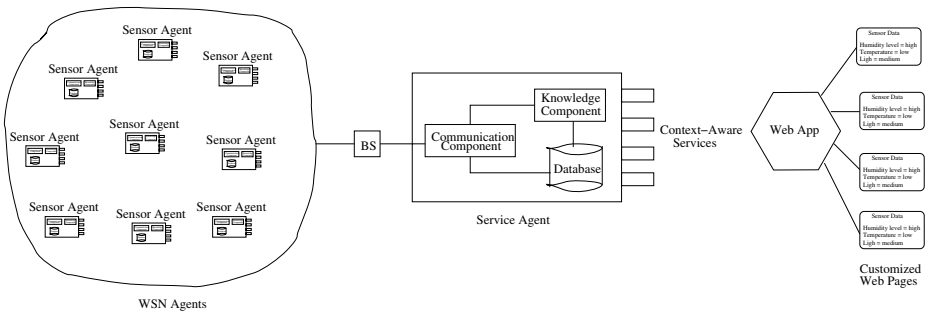 Sensor Agent
Sensor Agent
Sensor Agent
Sensor Agent
Sensor Agent
Sensor Agent
Sensor Agent
Sensor Agent
Sensor Agent
WSN Agents
BS
Communication
Component
Knowledge
Component
Database
Service Agent
Context-Aware
Services
Web App
Sensor Data
Humidity level = high
Temperature = low
Ligh = medium
Sensor Data
Humidity level = high
Temperature = low
Ligh = medium
Sensor Data
Humidity level = high
Temperature = low
Ligh = medium
Sensor Data
Humidity level = high
Temperature = low
Ligh = medium
Customized
Web Pages